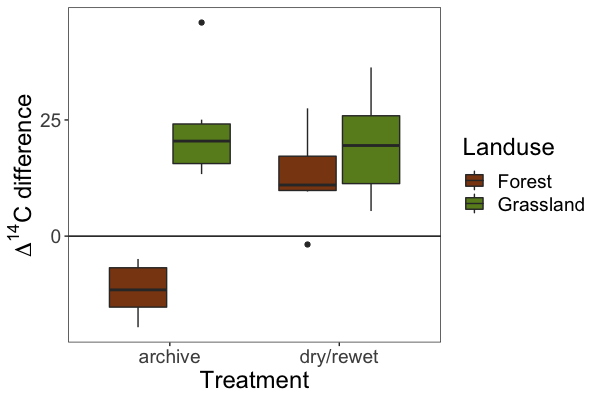 Δ14C difference
25
0
archive
dry/rewet
Treatment
Landuse
Forest
Grassland